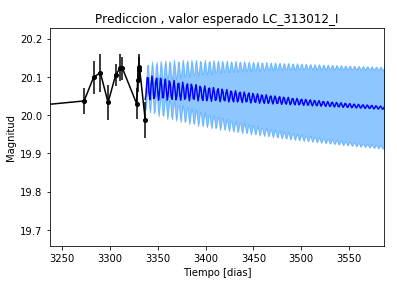 Prediccion , valor esperado LC_313012_I
20.2
20.1
20.0
19.9
19.8
19.7
Magnitud
3250 3300 3350 3400 3450 3500 3550
Tiempo [dias]